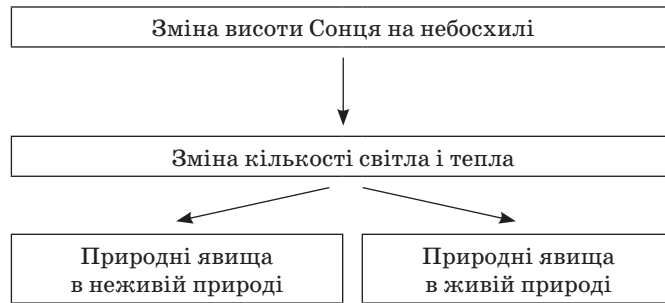 Зміна висоти Сонця на небосхилі
Зміна кількості світла і тепла
Природні явища
в неживій природі
Природні явища
в живій природі